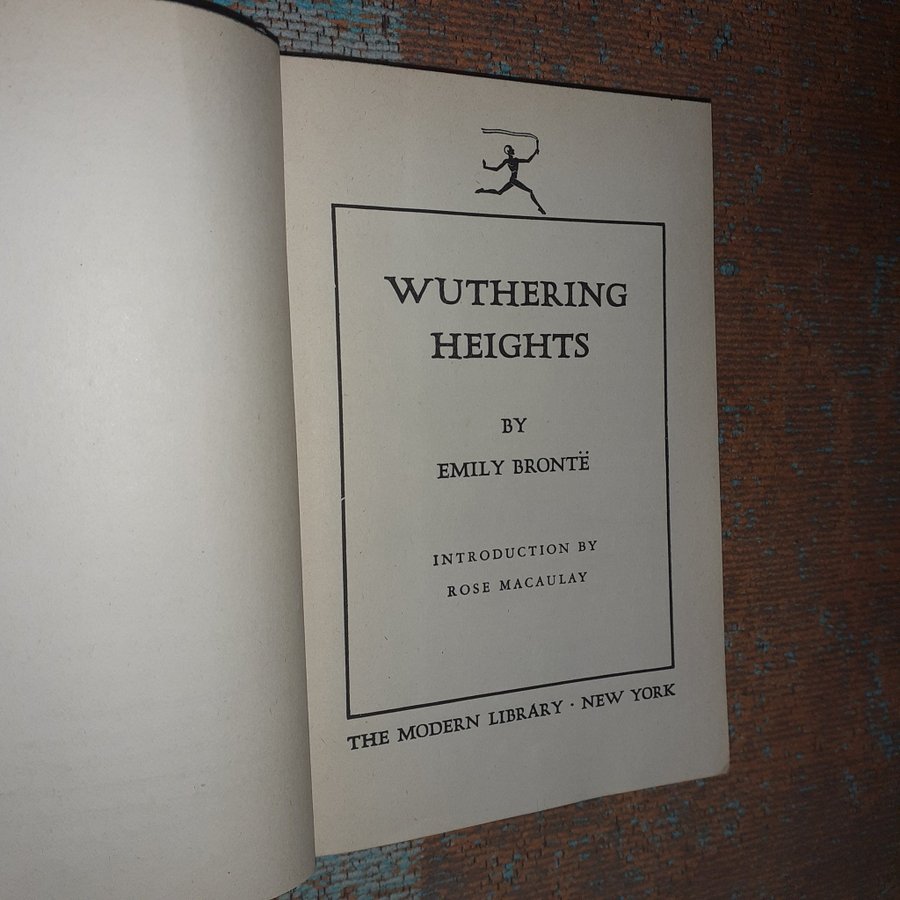 WUTHERING
HEIGHTS
BY
EMILY BRONTË
INTRODUCTION BY
ROSE MACAULAY
THE MODERN LIBRARY · NEW YORK